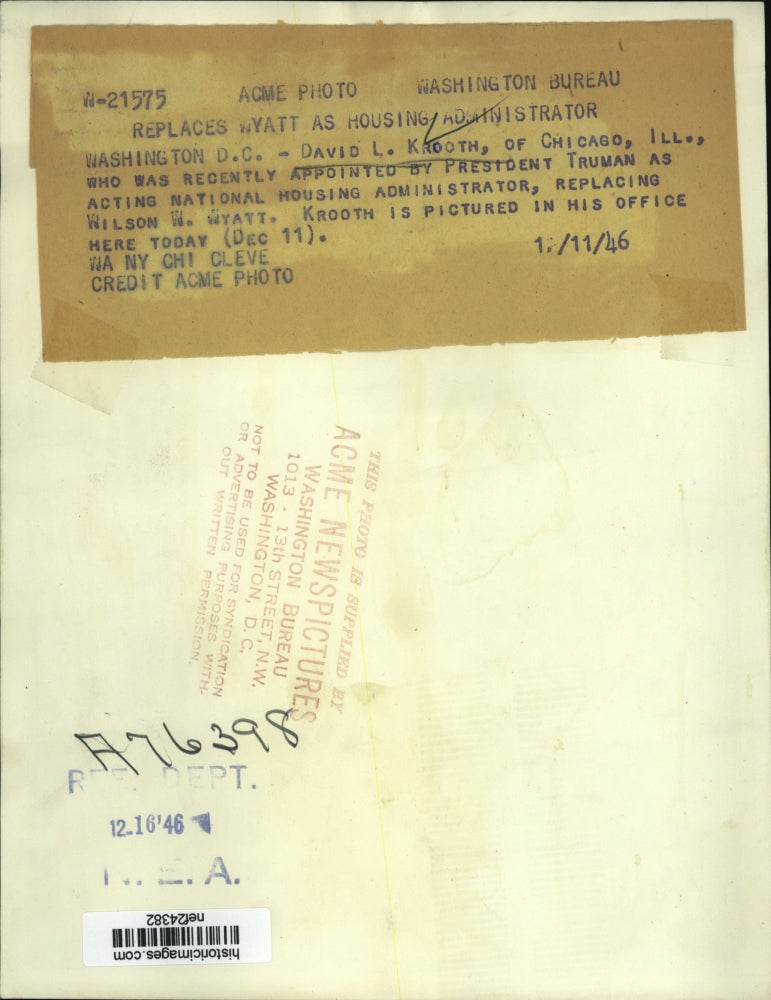 W-21575 ACME PHOTO WASHINGTON BUREAU
REPLACES WYATT AS HOUSING ADMINISTRATOR
WASHINGTON D.C. - DAVID L. KROOTH, OF CHICAGO, ILL.,
WHO WAS RECENTLY APPOINTED BY PRESIDENT TRUMAN AS
ACTING NATIONAL HOUSING ADMINISTRATOR, REPLACING
WILSON W. WYATT. KROOTH IS PICTURED IN HIS OFFICE
HERE TODAY (DEC 11).
WA NY CHI CLEVE 1 /11/46
CREDIT ACME PHOTO
THIS PHOTO IS SUPPLIED BY
ACME NEWSPICTURES
WASHINGTON BUREAU
1013 - 13th STREET, N.W.
WASHINGTON, D. C.
NOT TO BE USED FOR SYNDICATION
OR ADVERTISING PURPOSES WITH-
OUT WRITTEN PERMISSION.
A76398
REF. DEPT.
12-16'46
N.E.A.
historicimages.com
nef24382